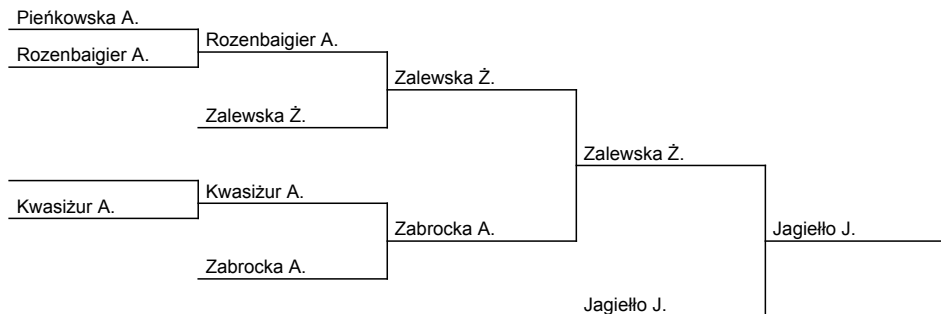 Pieńkowska A.
Rozenbaigier A.
Rozenbaigier A.
Zalewska Ż.
Zalewska Ż.
Zalewska Ż.
Kwasiżur A.
Kwasiżur A.
Zabrocka A.
Jagiełło J.
Zabrocka A.
Jagiełło J.